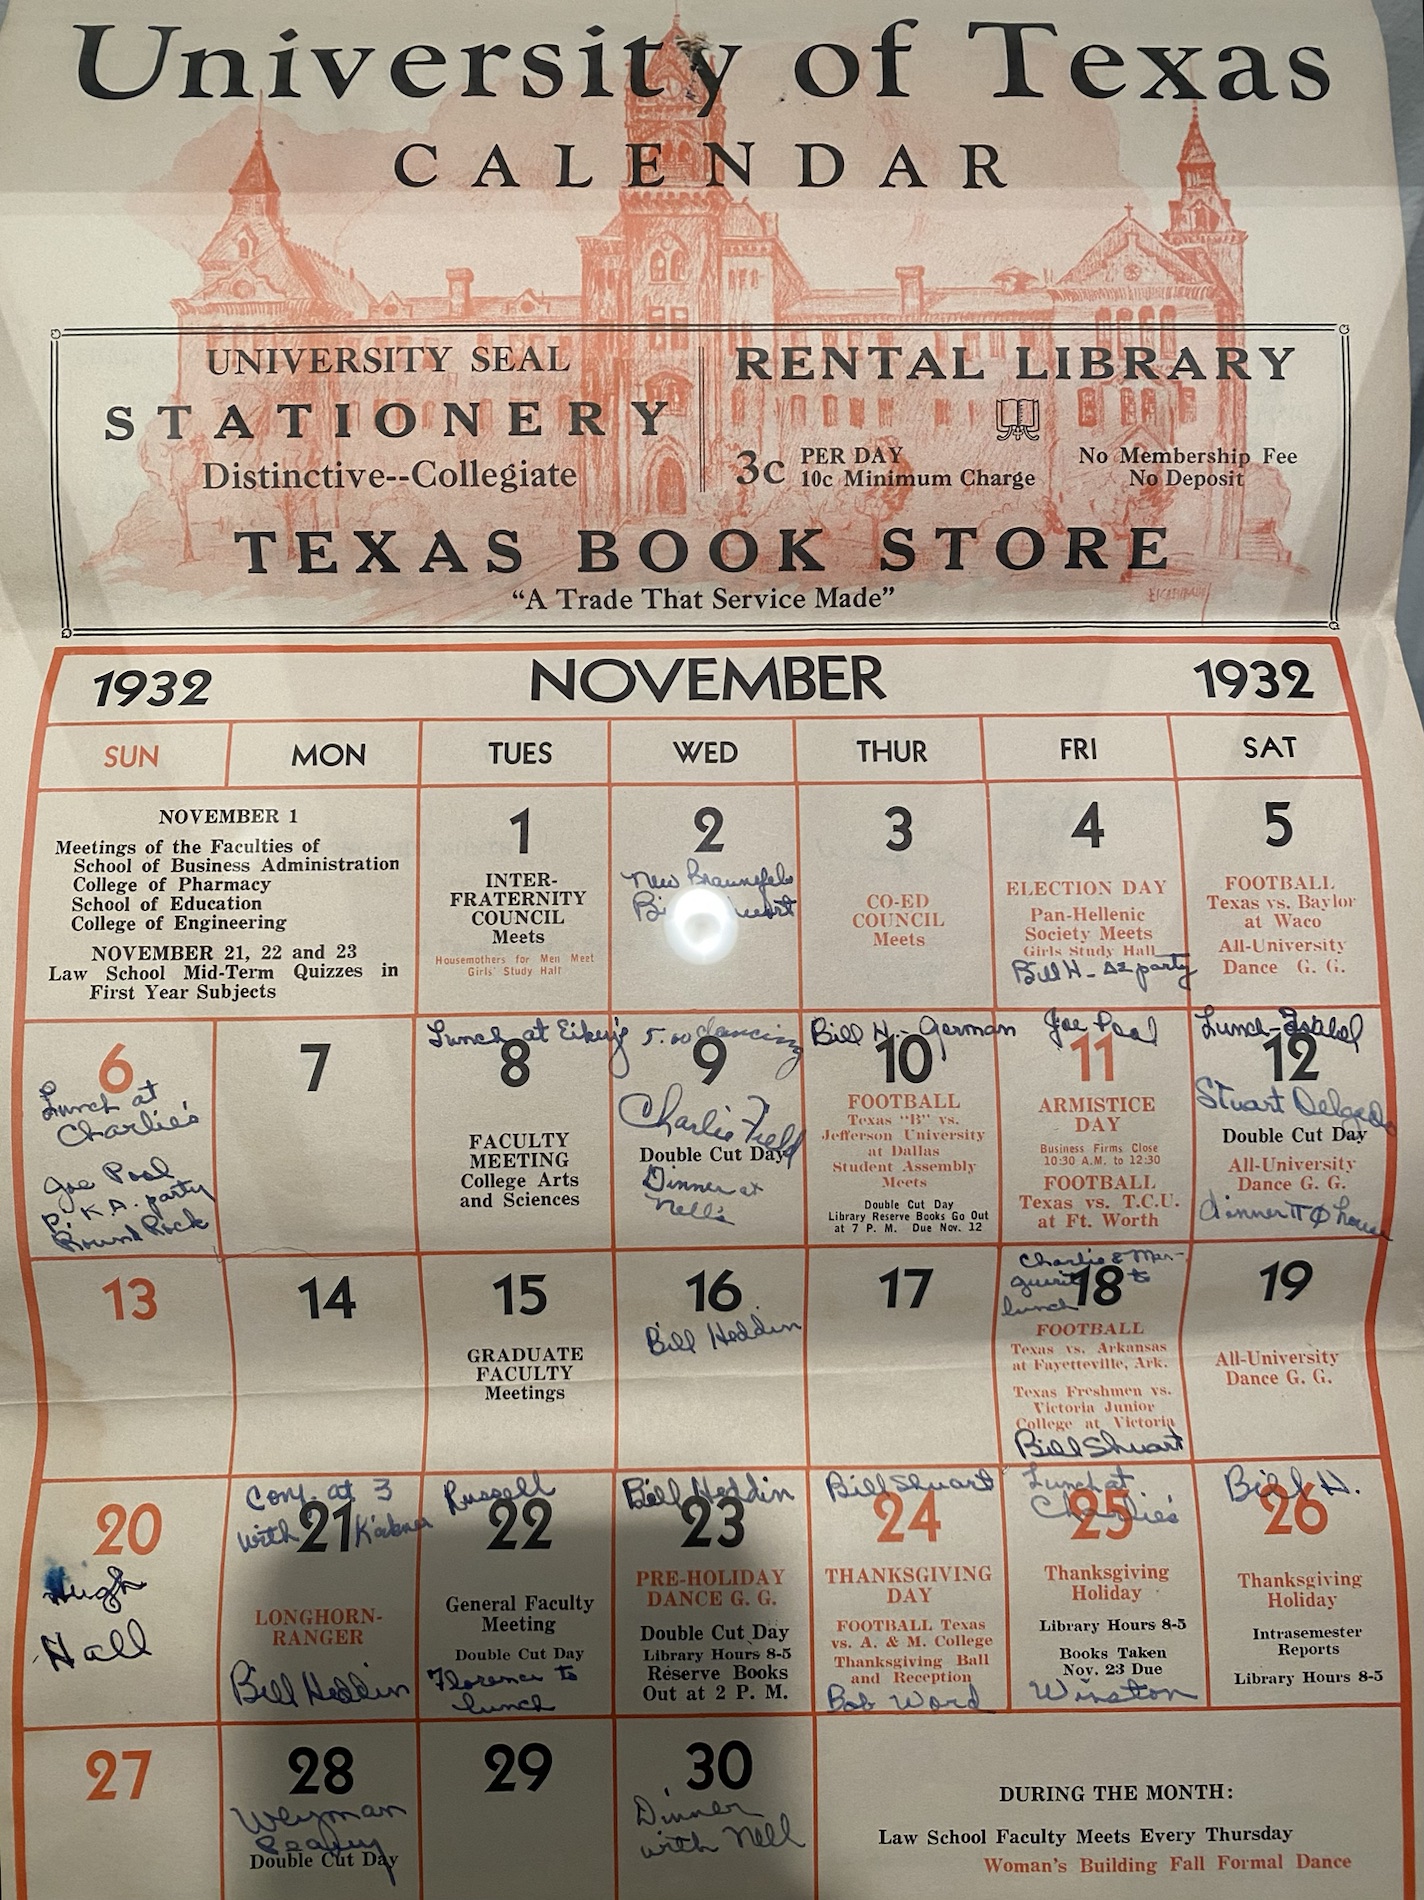 University of Texas
CALENDAR
UNIVERSITY SEAL
STATIONERY
Distinctive--Collegiate
RENTAL LIBRARY
3c PER DAY
10c Minimum Charge
No Membership Fee
No Deposit
TEXAS BOOK STORE
"A Trade That Service Made"
1932 NOVEMBER 1932
SUN MON TUES WED THUR FRI SAT
NOVEMBER 1
Meetings of the Faculties of
School of Business Administration
College of Pharmacy
School of Education
College of Engineering
NOVEMBER 21, 22 and 23
Law School Mid-Term Quizzes in
First Year Subjects
1
INTER-
FRATERNITY
COUNCIL
Meets
Housemothers for Men Meet
Girls' Study Hall
2
New Braunfels
3
CO-ED
COUNCIL
Meets
4
ELECTION DAY
Pan-Hellenic
Society Meets
Girls Study Hall
Bill H - ΔΣ party
5
FOOTBALL
Texas vs. Baylor
at Waco
All-University
Dance G. G.
6
Lunch at
Charlie's
Joe Pool
P. K.A. party
Round Rock
7
Lunch at
8
FACULTY
MEETING
College Arts
and Sciences
5:00 dancing
9
Charlie Field
Double Cut Day
Dinner at
Nell's
Bill H. - German
10
FOOTBALL
Texas "B" vs.
Jefferson University
at Dallas
Student Assembly
Meets
Double Cut Day
Library Reserve Books Go Out
at 7 P. M. Due Nov. 12
Joe Pool
11
ARMISTICE
DAY
Business Firms Close
10:30 A.M. to 12:30
FOOTBALL
Texas vs. T.C.U.
at Ft. Worth
Lunch-Isabel
12
Stuart Delgado
Double Cut Day
All-University
Dance G. G.
dinner π Φ house
13
14
15
GRADUATE
FACULTY
Meetings
16
Bill Heddin
17
Charlie & Mar-
guerite to
lunch
18
FOOTBALL
Texas vs. Arkansas
at Fayetteville, Ark.
Texas Freshmen vs.
Victoria Junior
College at Victoria
Bill Stuart
19
All-University
Dance G. G.
20
Hugh
Hall
Conf. at 3
with
21
LONGHORN-
RANGER
Bill Heddin
Russell
22
General Faculty
Meeting
Double Cut Day
Florence to
lunch
Bill Heddin
23
PRE-HOLIDAY
DANCE G. G.
Double Cut Day
Library Hours 8-5
Reserve Books
Out at 2 P. M.
Bill Stuart
24
THANKSGIVING
DAY
FOOTBALL Texas
vs. A. & M. College
Thanksgiving Ball
and Reception
Bob Ward
Lunch at
Charlie's
25
Thanksgiving
Holiday
Library Hours 8-5
Books Taken
Nov. 23 Due
Winston
Bill H.
26
Thanksgiving
Holiday
Intrasemester
Reports
Library Hours 8-5
27
28
Weyman
Double Cut Day
29
30
Dinner
with Nell
DURING THE MONTH:
Law School Faculty Meets Every Thursday
Woman's Building Fall Formal Dance